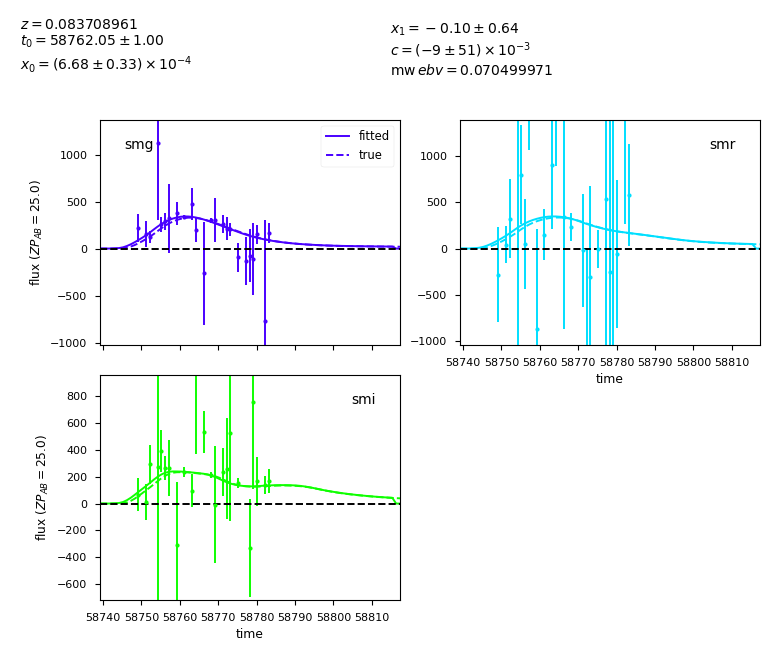 z = 0.083708961
t₀ = 58762.05 ± 1.00
x₀ = (6.68 ± 0.33) × 10⁻⁴
x₁ = −0.10 ± 0.64
c = (−9 ± 51) × 10⁻³
mw ebv = 0.070499971
smg
fitted
true
1000
500
0
−500
−1000
flux (ZP_AB = 25.0)
smr
1000
500
0
−500
−1000
58740 58750 58760 58770 58780 58790 58800 58810
time
smi
800
600
400
200
0
−200
−400
−600
flux (ZP_AB = 25.0)
58740 58750 58760 58770 58780 58790 58800 58810
time